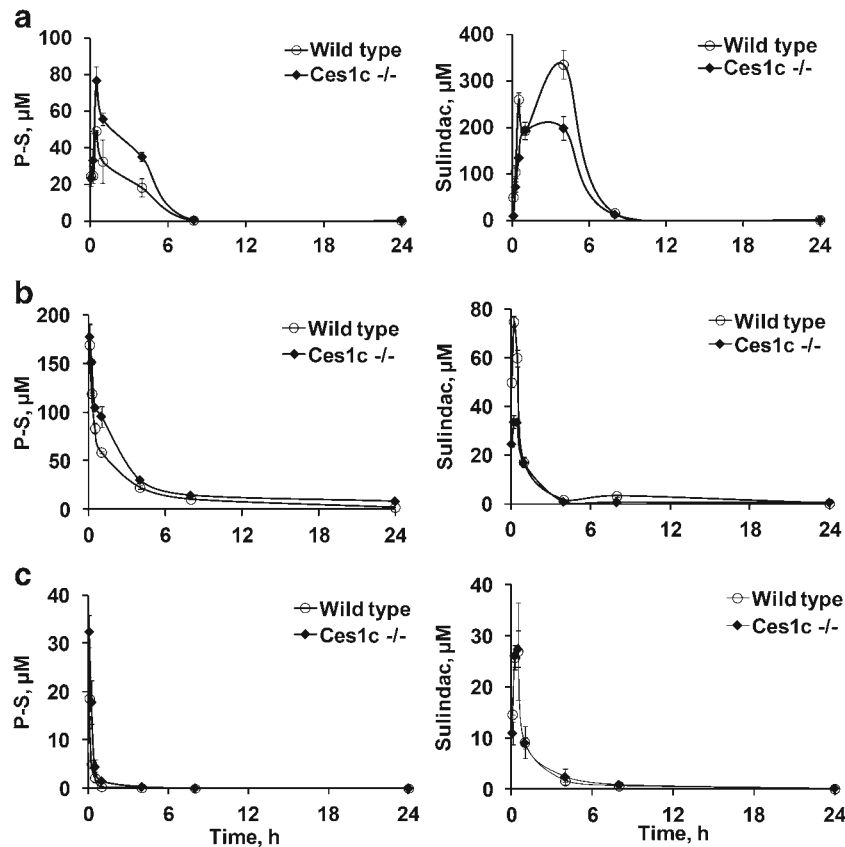 a
100
80
60
40
20
0
P-S, µM
Wild type
Ces1c -/-
0 6 12 18 24
400
300
200
100
0
Sulindac, µM
Wild type
Ces1c -/-
0 6 12 18 24
b
200
150
100
50
0
P-S, µM
Wild type
Ces1c -/-
0 6 12 18 24
80
60
40
20
0
Sulindac, µM
Wild type
Ces1c -/-
0 6 12 18 24
c
40
30
20
10
0
P-S, µM
Wild type
Ces1c -/-
0 6 12 18 24
Time, h
40
30
20
10
0
Sulindac, µM
Wild type
Ces1c -/-
0 6 12 18 24
Time, h